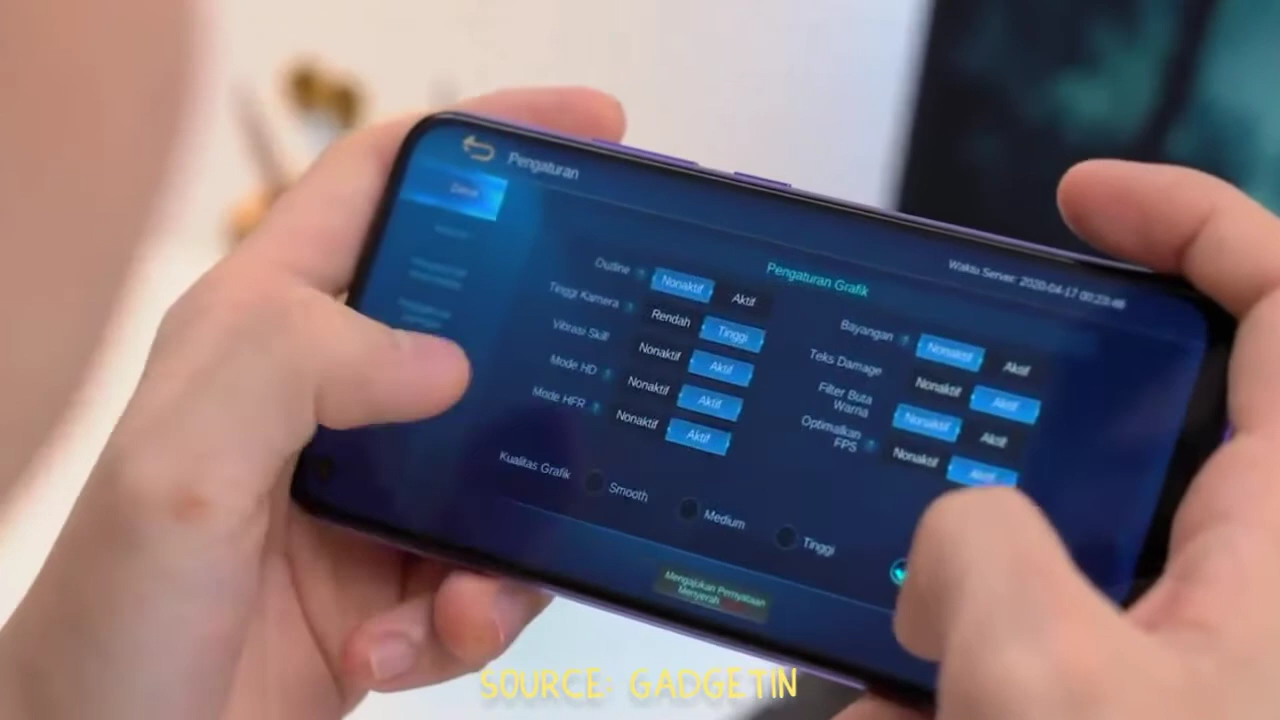 Pengaturan
Waktu Server: 2020-04-17 00:23:46
Pengaturan Grafik
Outline Nonaktif Aktif
Tinggi Kamera Rendah Tinggi
Vibrasi Skill Nonaktif Aktif
Mode HD Nonaktif Aktif
Mode HFR Nonaktif Aktif
Bayangan Nonaktif Aktif
Teks Damage Nonaktif Aktif
Filter Buta
Warna Nonaktif Aktif
Optimalkan
FPS Nonaktif Aktif
Kualitas Grafik Smooth Medium Tinggi
Mengajukan Pernyataan
Menyerah
SOURCE: GADGETIN